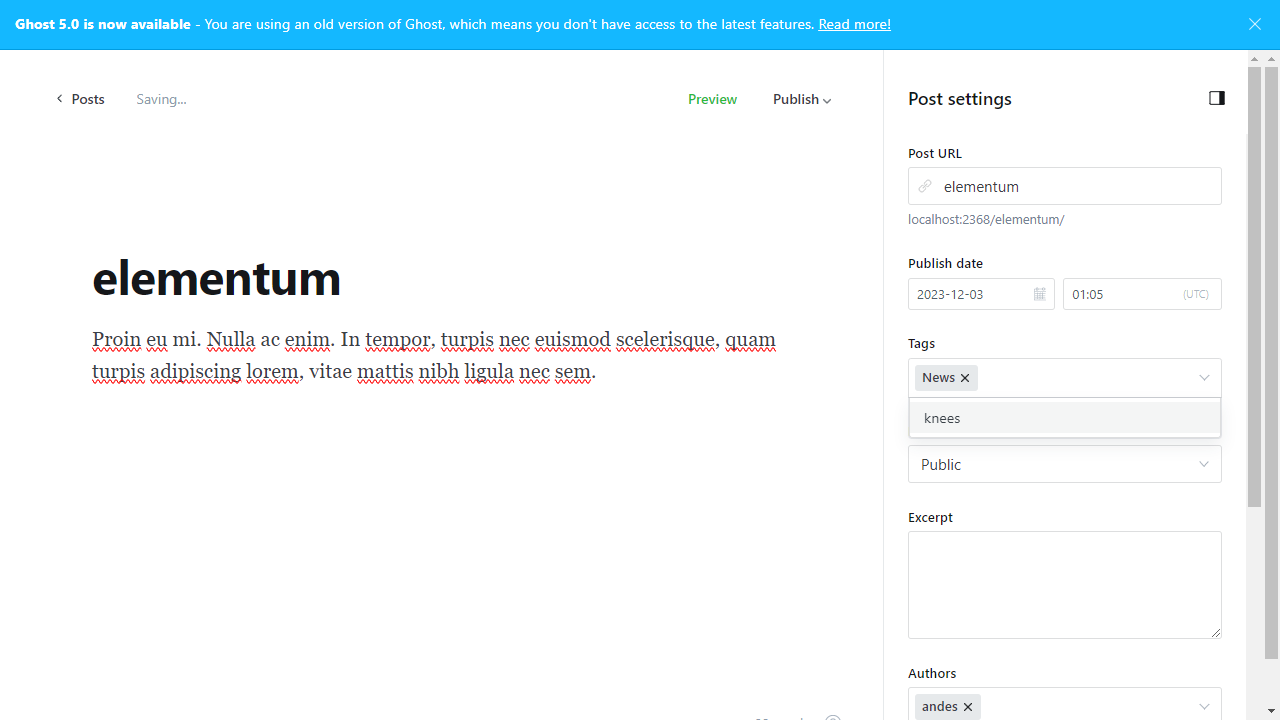 Ghost 5.0 is now available - You are using an old version of Ghost, which means you don't have access to the latest features. Read more!
Posts
Saving...
Preview
Publish
elementum
Proin eu mi. Nulla ac enim. In tempor, turpis nec euismod scelerisque, quam
turpis adipiscing lorem, vitae mattis nibh ligula nec sem.
Post settings
Post URL
elementum
localhost:2368/elementum/
Publish date
2023-12-03
01:05
(UTC)
Tags
News
knees
Public
Excerpt
Authors
andes